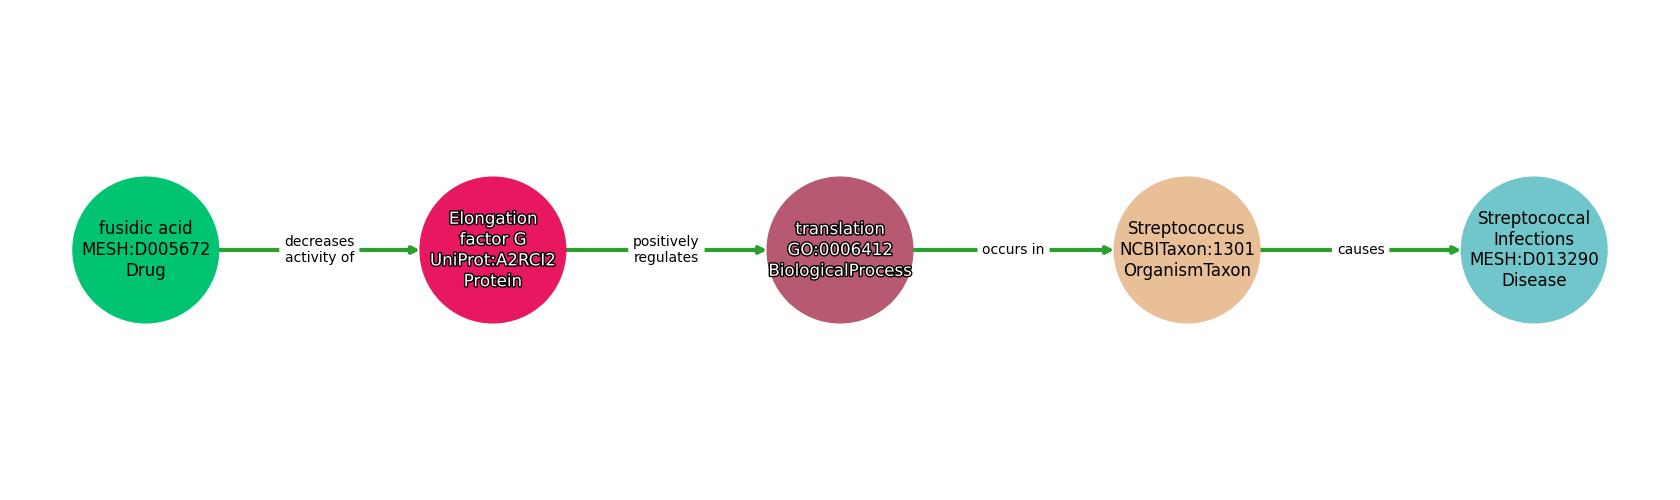 fusidic acid
MESH:D005672
Drug
decreases
activity of
Elongation
factor G
UniProt:A2RCI2
Protein
positively
regulates
translation
GO:0006412
BiologicalProcess
occurs in
Streptococcus
NCBITaxon:1301
OrganismTaxon
causes
Streptococcal
Infections
MESH:D013290
Disease